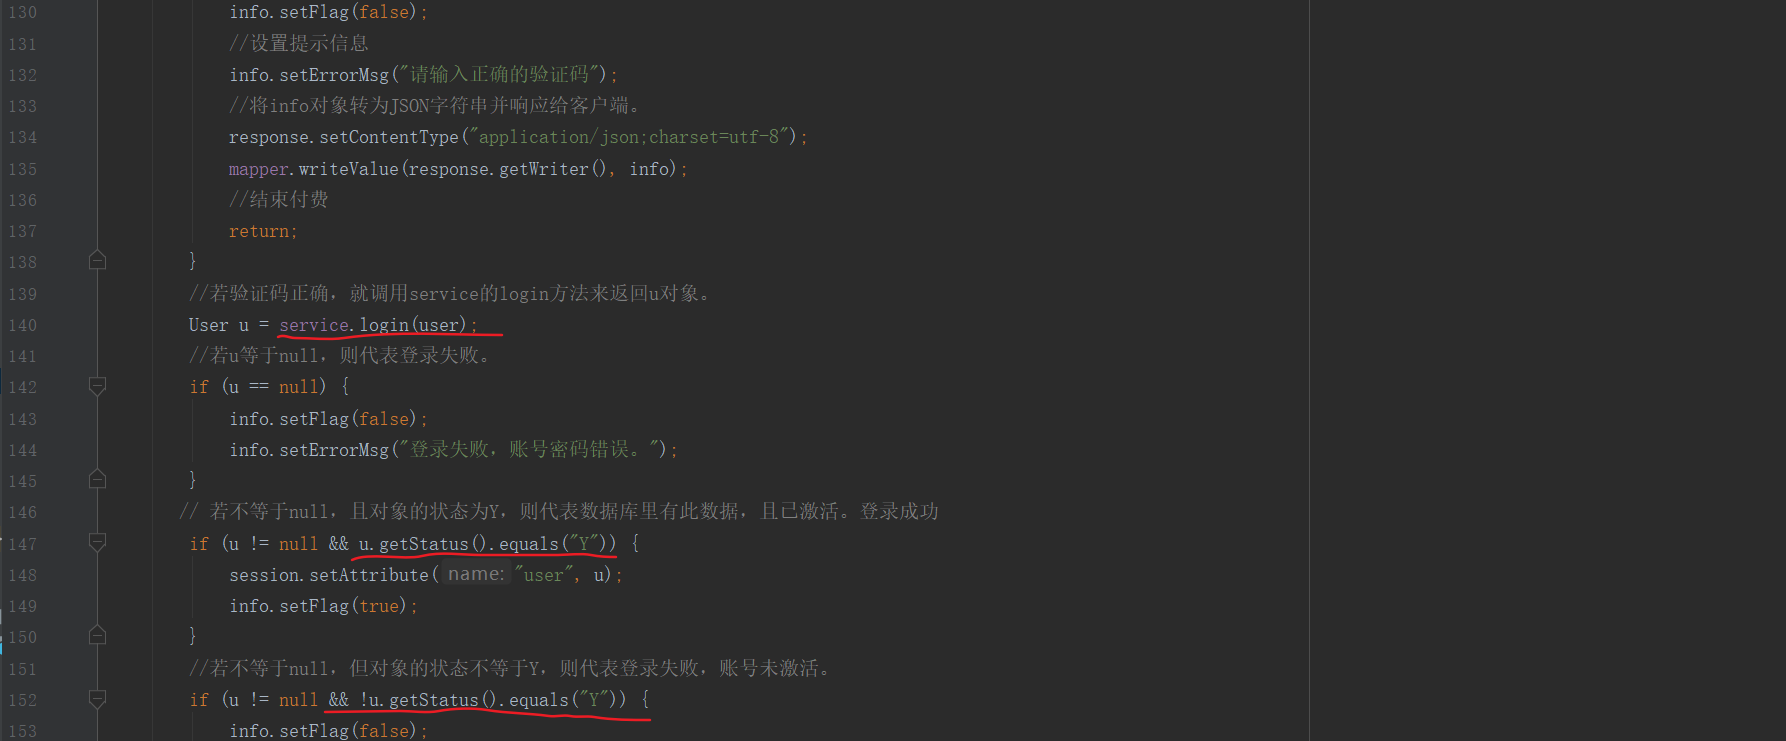 130 info.setFlag(false);
131 //设置提示信息
132 info.setErrorMsg("请输入正确的验证码");
133 //将info对象转为JSON字符串并响应给客户端。
134 response.setContentType("application/json;charset=utf-8");
135 mapper.writeValue(response.getWriter(), info);
136 //结束付费
137 return;
138 }
139 //若验证码正确，就调用service的login方法来返回u对象。
140 User u = service.login(user);
141 //若u等于null，则代表登录失败。
142 if (u == null) {
143 info.setFlag(false);
144 info.setErrorMsg("登录失败，账号密码错误。");
145 }
146 // 若不等于null，且对象的状态为Y，则代表数据库里有此数据，且已激活。登录成功
147 if (u != null && u.getStatus().equals("Y")) {
148 session.setAttribute( name: "user", u);
149 info.setFlag(true);
150 }
151 //若不等于null，但对象的状态不等于Y，则代表登录失败，账号未激活。
152 if (u != null && !u.getStatus().equals("Y")) {
153 info.setFlag(false);